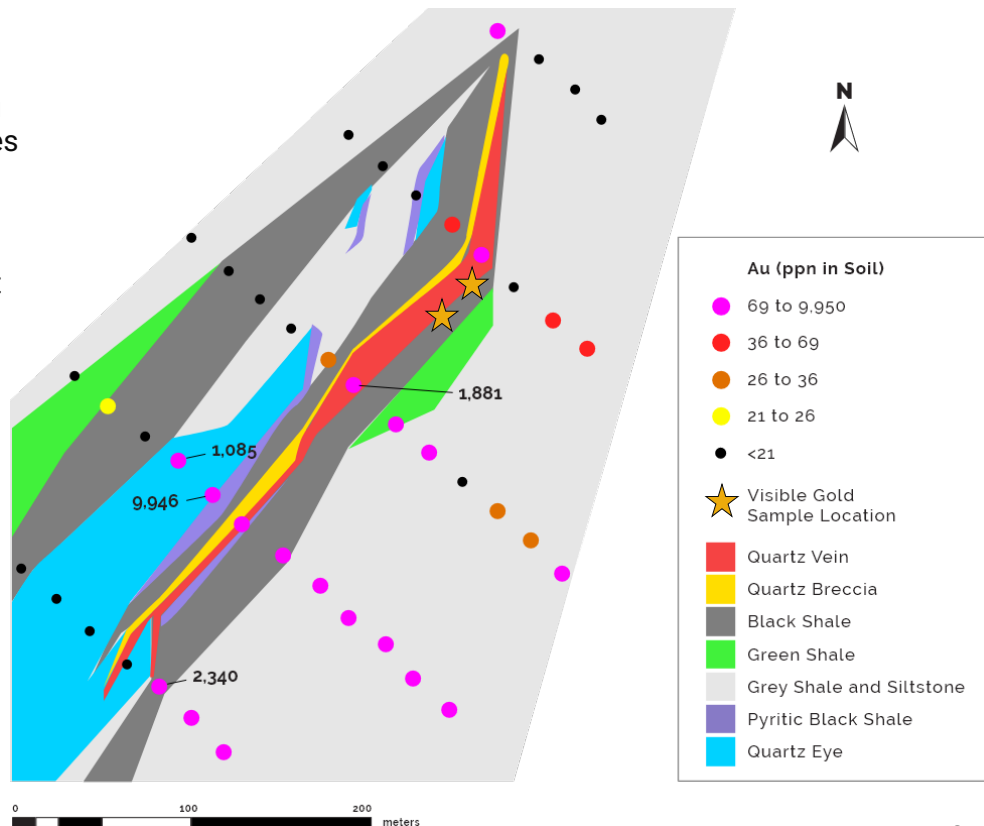 es
:
N
1,881
1,085
9,946
2,340
Au (ppn in Soil)
69 to 9.950
36 to 69
26 to 36
21 to 26
<21
Visible Gold
Sample Location
Quartz Vein
Quartz Breccia
Black Shale
Green Shale
Grey Shale and Siltstone
Pyritic Black Shale
Quartz Eye
0 100 200
meters